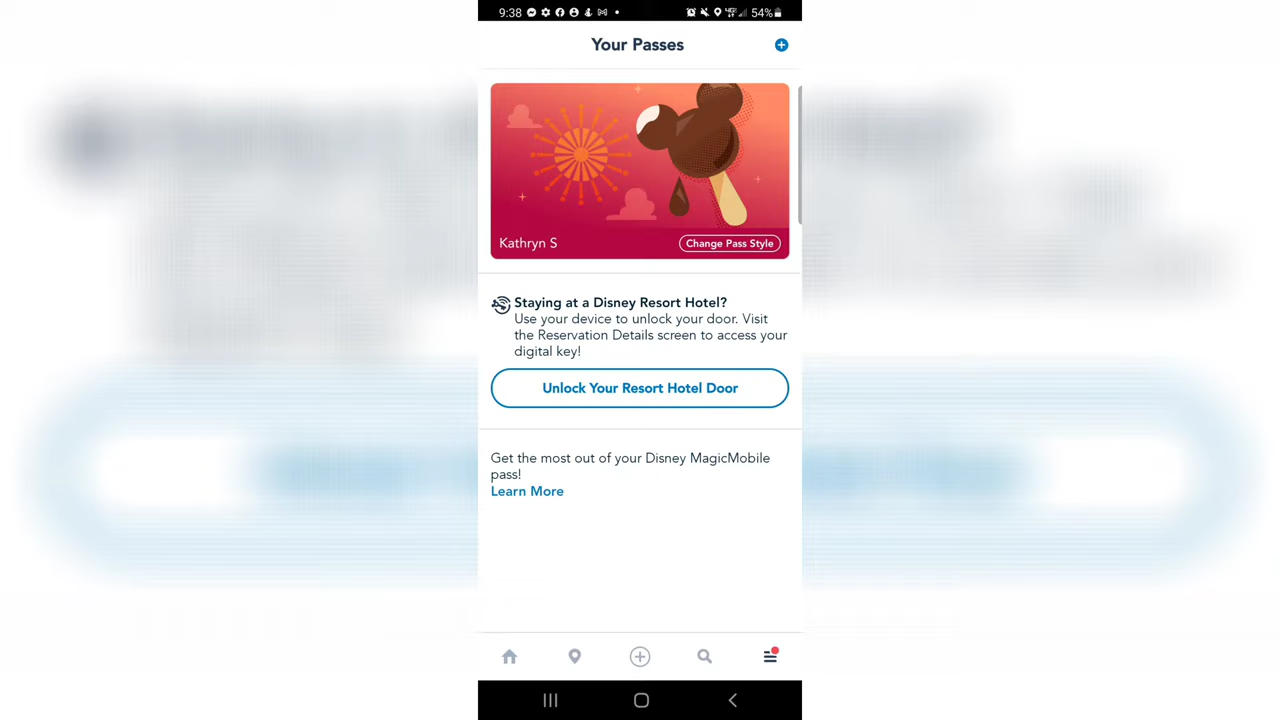 9:38
54%
Your Passes
Kathryn S
Change Pass Style
Staying at a Disney Resort Hotel?
Use your device to unlock your door. Visit
the Reservation Details screen to access your
digital key!
Unlock Your Resort Hotel Door
Get the most out of your Disney MagicMobile
pass!
Learn More